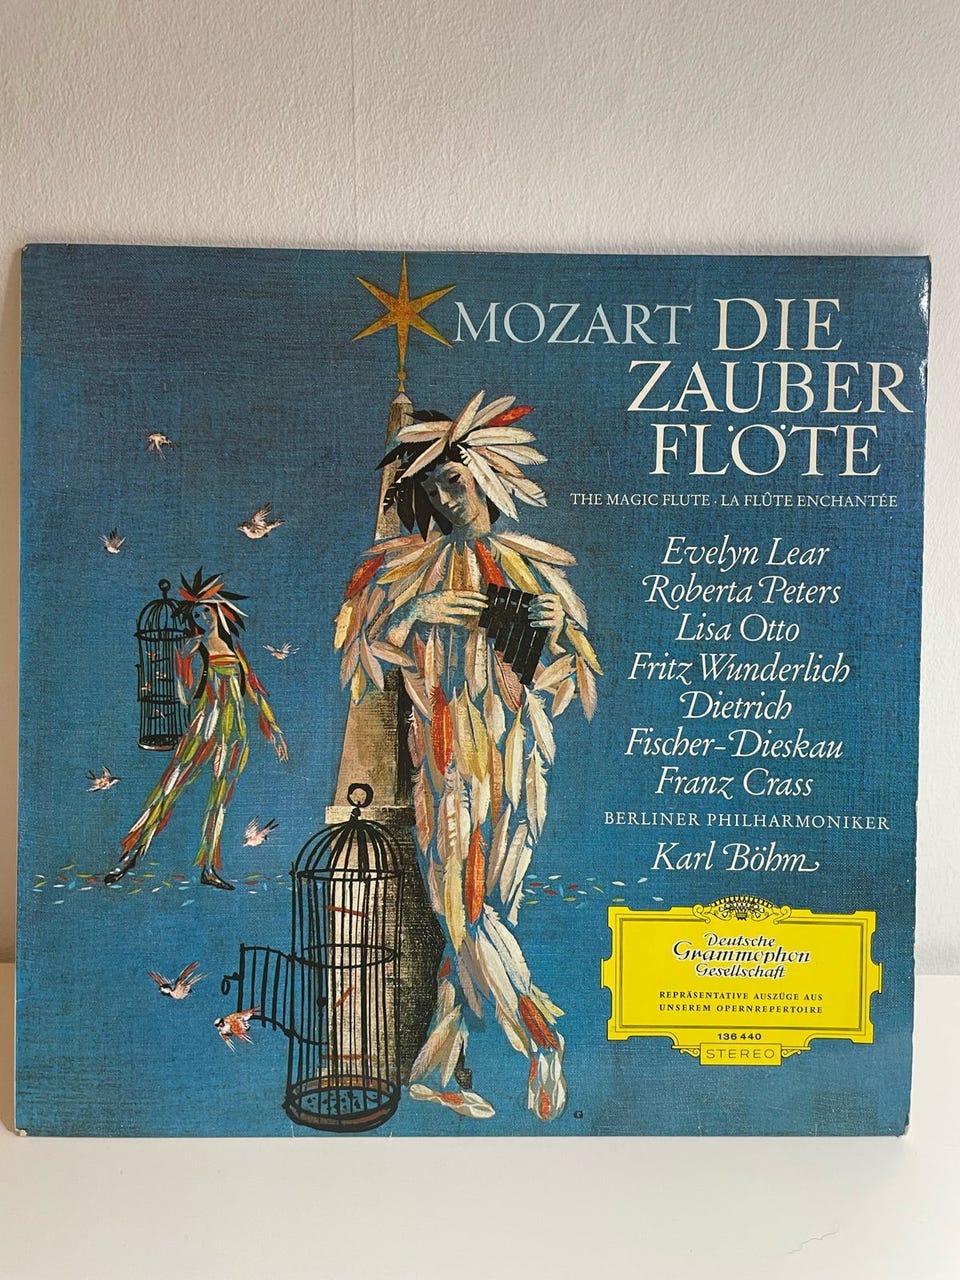 MOZART DIE
ZAUBER
FLÖTE
THE MAGIC FLUTE · LA FLÛTE ENCHANTÉE
Evelyn Lear
Roberta Peters
Lisa Otto
Fritz Wunderlich
Dietrich
Fischer-Dieskau
Franz Crass
BERLINER PHILHARMONIKER
Karl Böhm
Deutsche
Grammophon
Gesellschaft
REPRÄSENTATIVE AUSZÜGE AUS
UNSEREM OPERNREPERTOIRE
136 440
STEREO
G